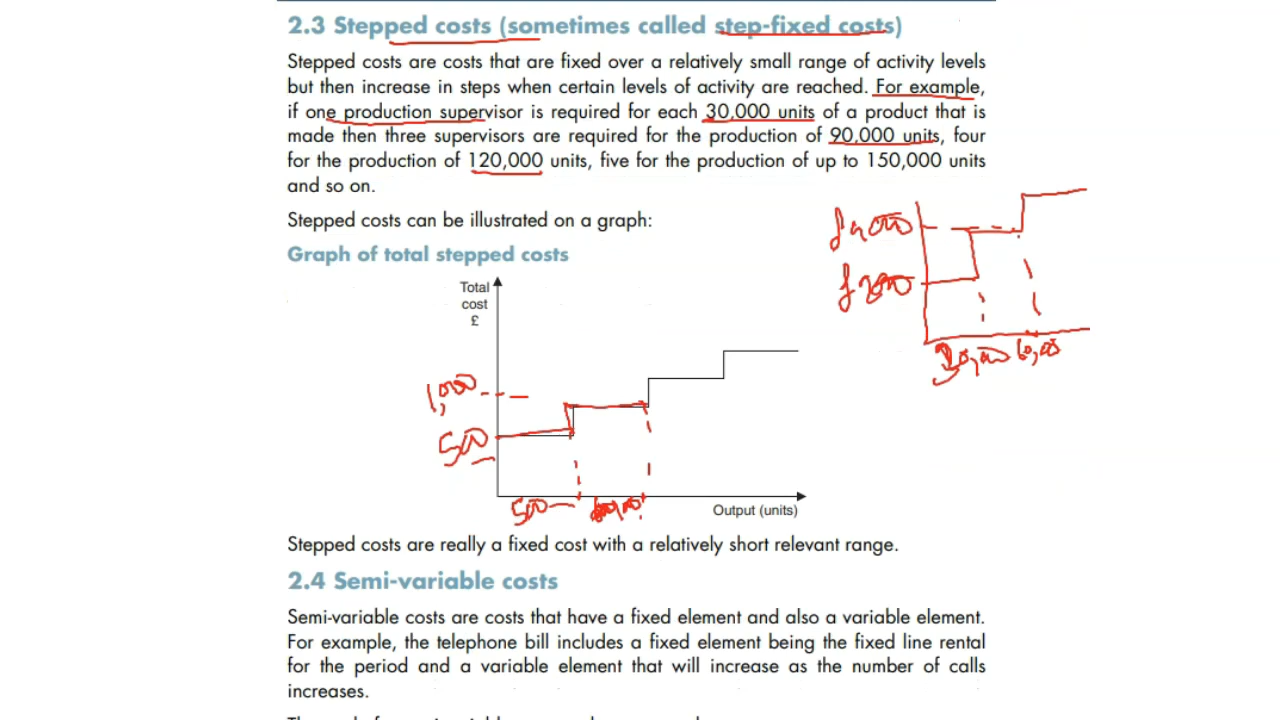 2.3 Stepped costs (sometimes called step-fixed costs)
Stepped costs are costs that are fixed over a relatively small range of activity levels
but then increase in steps when certain levels of activity are reached. For example,
if one production supervisor is required for each 30,000 units of a product that is
made then three supervisors are required for the production of 90,000 units, four
for the production of 120,000 units, five for the production of up to 150,000 units
and so on.
Stepped costs can be illustrated on a graph:
Graph of total stepped costs
Total
cost
£
1,000
500
500
Output (units)
Stepped costs are really a fixed cost with a relatively short relevant range.
2.4 Semi-variable costs
Semi-variable costs are costs that have a fixed element and also a variable element.
For example, the telephone bill includes a fixed element being the fixed line rental
for the period and a variable element that will increase as the number of calls
increases.